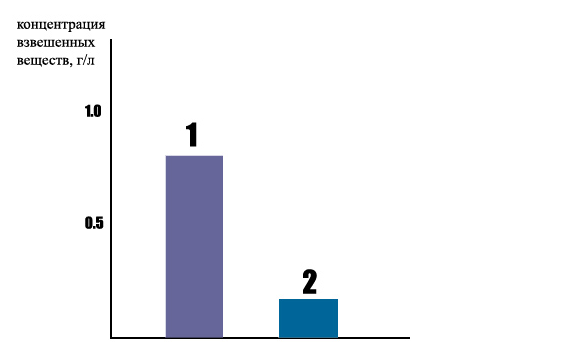 концентрация
взвешенных
веществ, г/л
1.0
1
0.5
2